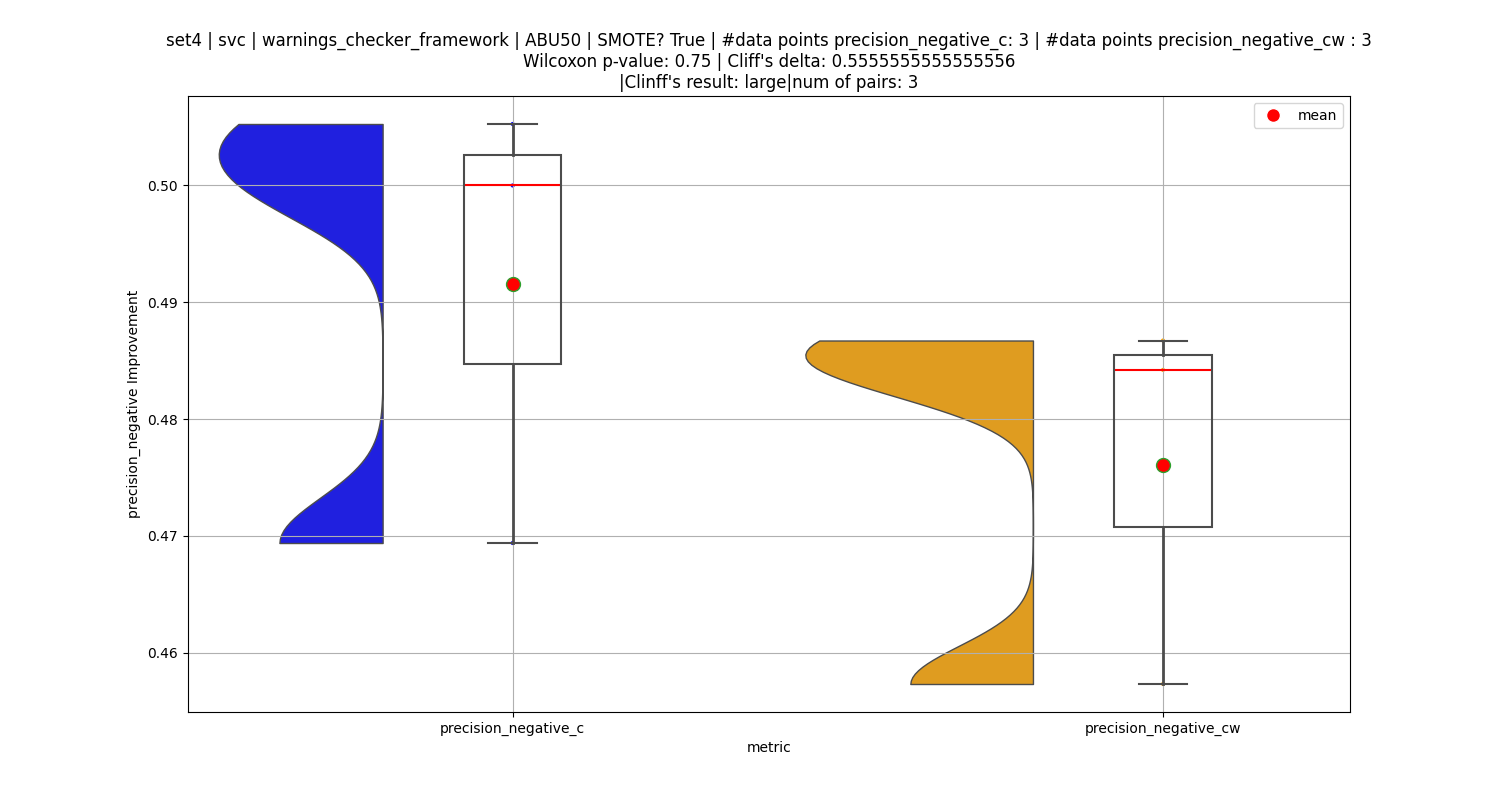 set4 | svc | warnings_checker_framework | ABU50 | SMOTE? True | #data points precision_negative_c: 3 | #data points precision_negative_cw : 3
Wilcoxon p-value: 0.75 | Cliff's delta: 0.5555555555555556
|Clinff's result: large|num of pairs: 3
mean
0.50
0.49
0.48
0.47
0.46
precision_negative Improvement
precision_negative_c
precision_negative_cw
metric